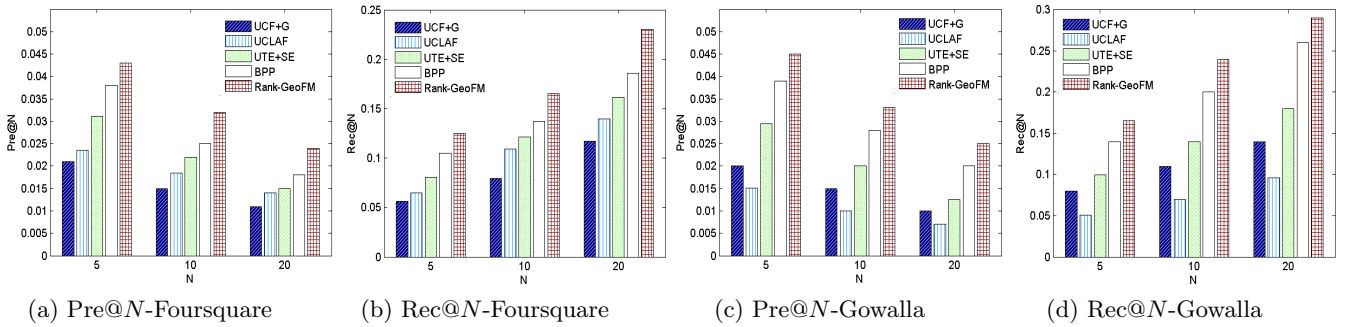 0.05
0.045
0.04
0.035
0.03
0.025
0.02
0.015
0.01
0.005
0
Pre@N
UCF+G
UCLAF
UTE+SE
BPP
Rank-GeoFM
5 10 20
N
(a) Pre@N-Foursquare
0.25
0.2
0.15
0.1
0.05
0
Rec@N
UCF+G
UCLAF
UTE+SE
BPP
Rank-GeoFM
5 10 20
N
(b) Rec@N-Foursquare
0.05
0.045
0.04
0.035
0.03
0.025
0.02
0.015
0.01
0.005
0
Pre@N
UCF+G
UCLAF
UTE+SE
BPP
Rank-GeoFM
5 10 20
N
(c) Pre@N-Gowalla
0.3
0.25
0.2
0.15
0.1
0.05
0
Rec@N
UCF+G
UCLAF
UTE+SE
BPP
Rank-GeoFM
5 10 20
N
(d) Rec@N-Gowalla